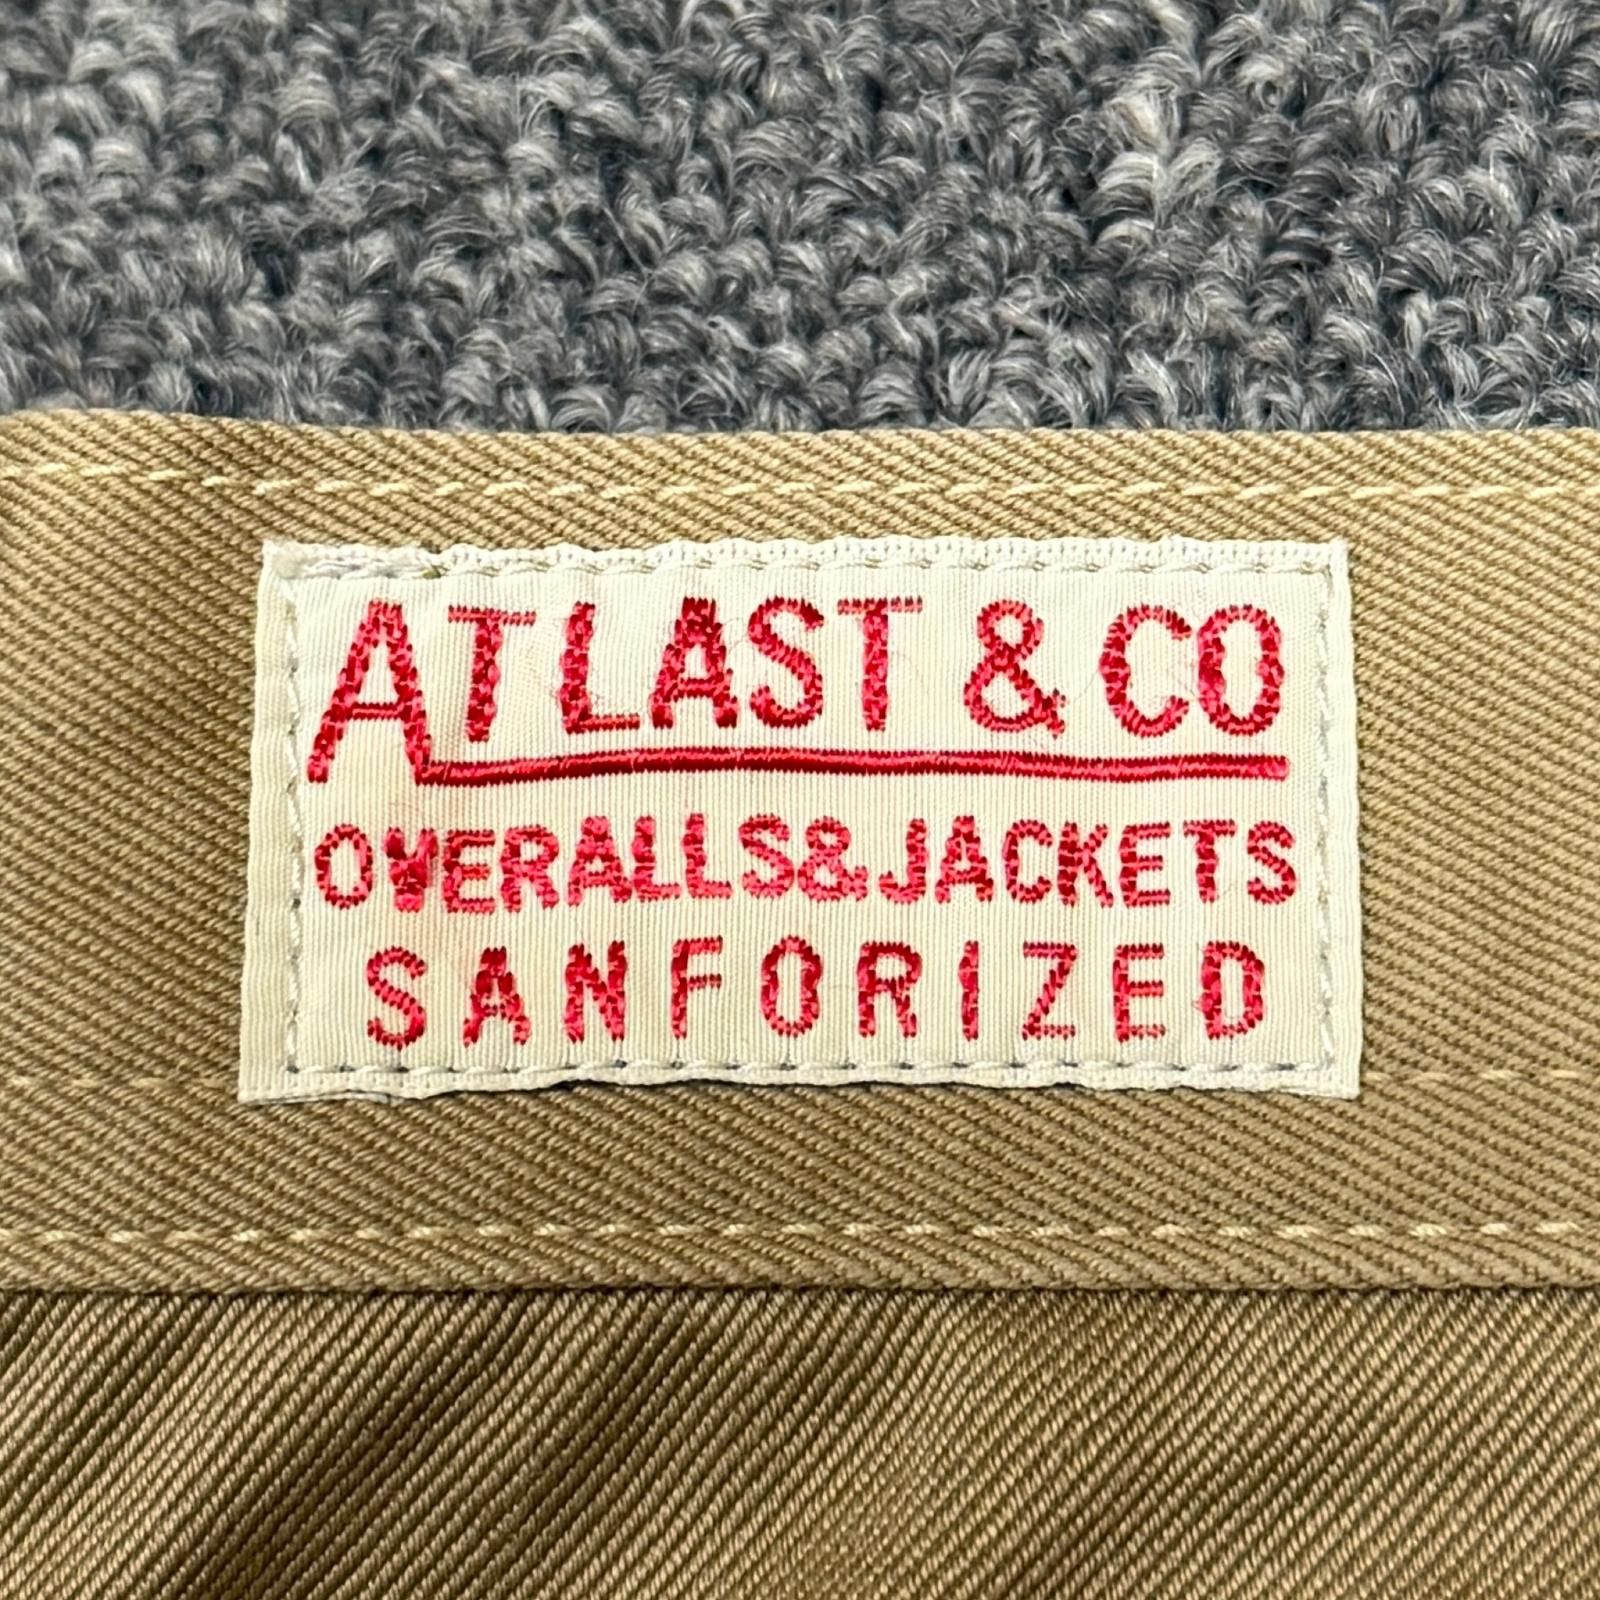 ATLAST & CO
OVERALLS&JACKETS
SANFORIZED